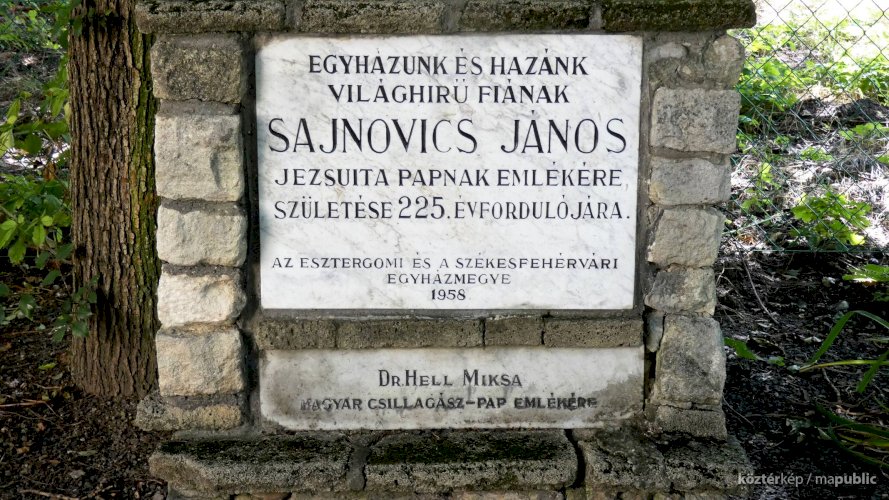 EGYHÁZUNK ÉS HAZÁNK
VILÁGHIRÜ FIÁNAK
SAJNOVICS JÁNOS
JEZSUITA PAPNAK EMLÉKÉRE
SZÜLETÉSE 225. ÉVFORDULÓJÁRA.
AZ ESZTERGOMI ÉS A SZÉKESFEHÉRVÁRI
EGYHÁZMEGYE
1958
DR. HELL MIKSA
MAGYAR CSILLAGÁSZ-PAP EMLÉKÉRE
köztérkép / mapublic